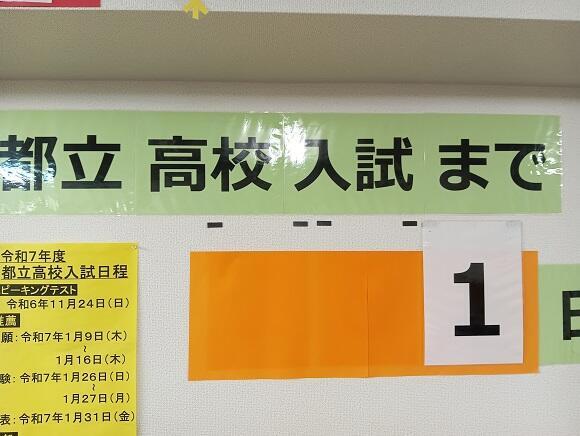 都立 高校 入試 まで
1
令和7年度
都立高校入試日程
ピーキングテスト
令和6年11月24日(日)
推薦
願:令和7年1月9日(木)
~
1月16日(木)
験:令和7年1月26日(日)
~
1月27日(月)
表:令和7年1月31日(金)